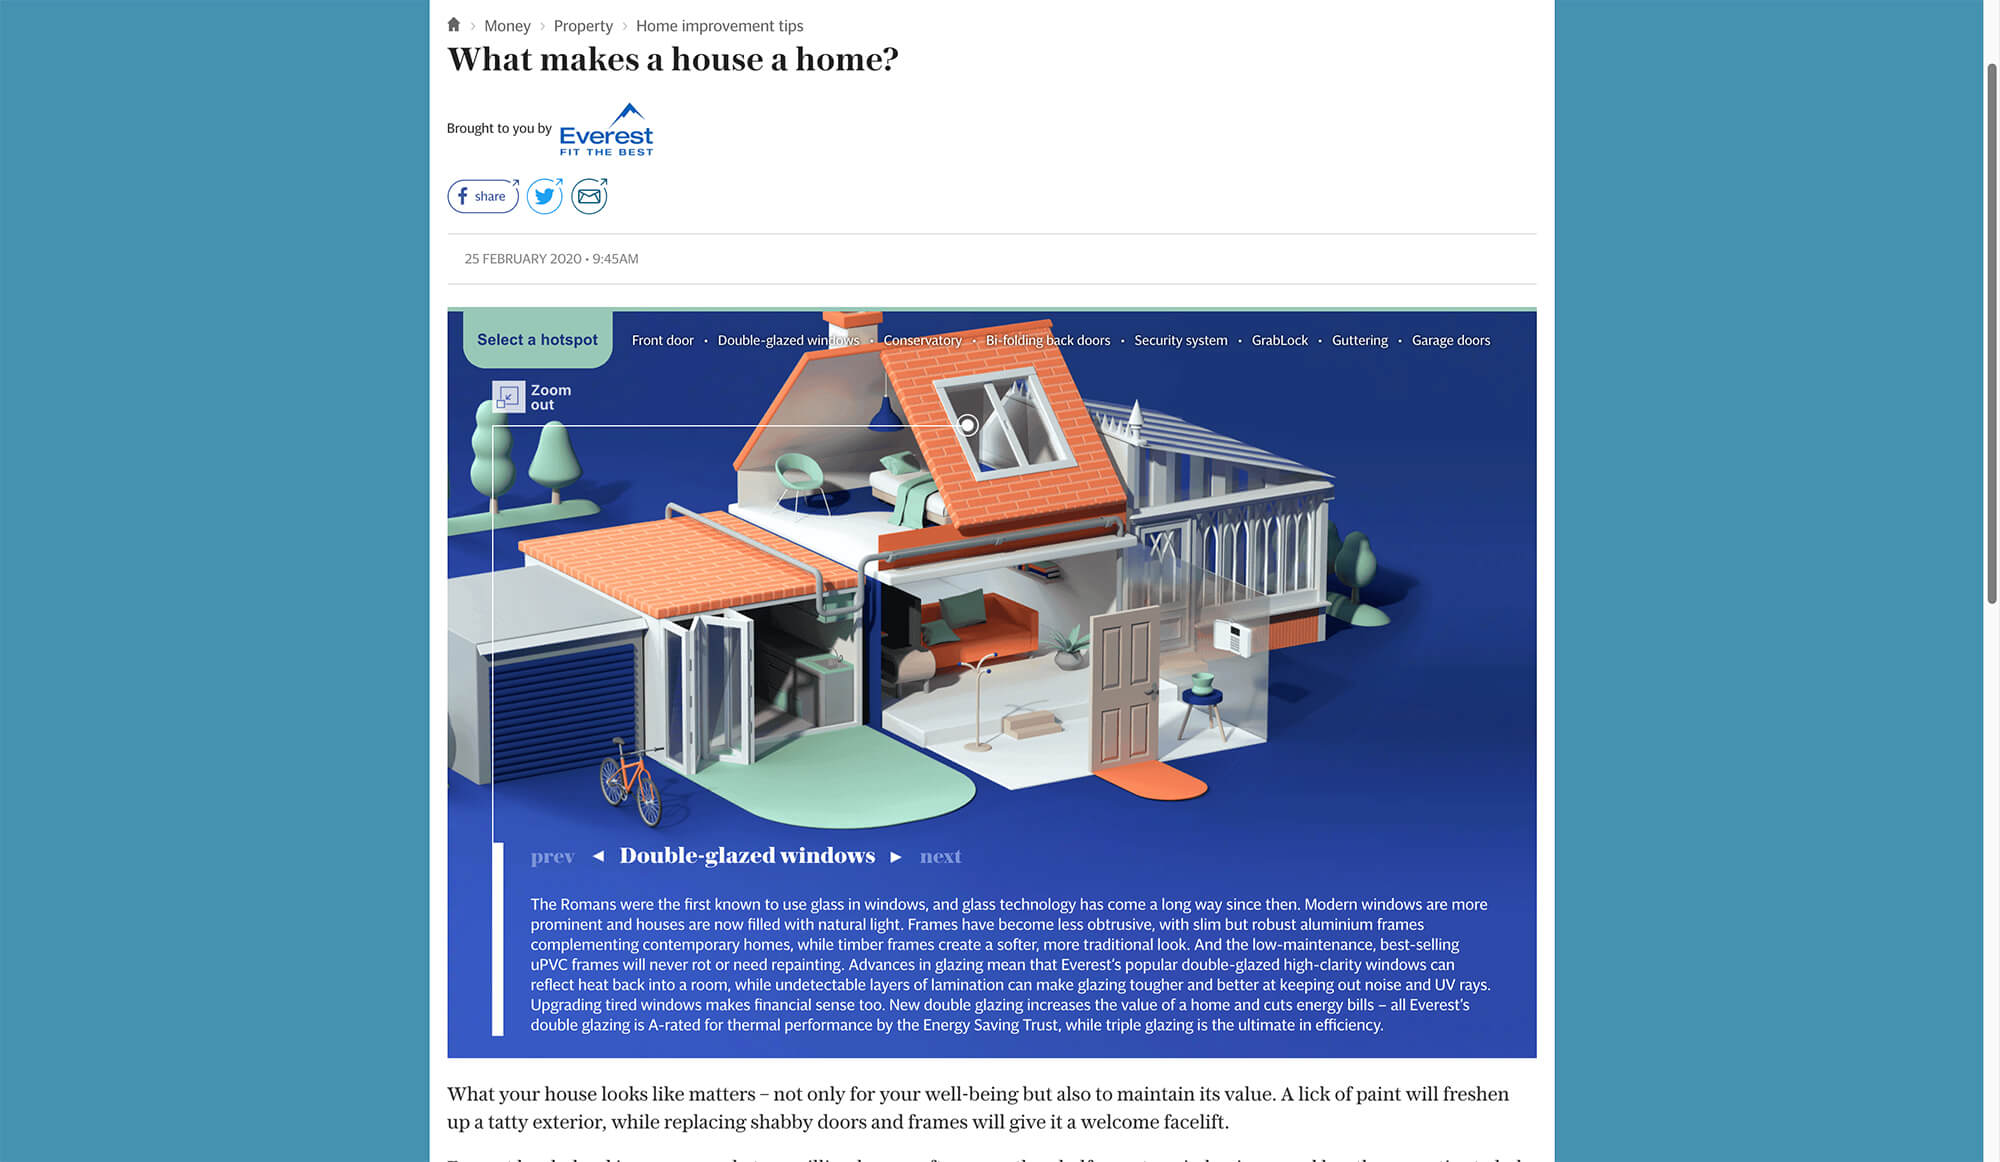 Money > Property > Home improvement tips
What makes a house a home?
Brought to you by Everest
FIT THE BEST
share
25 FEBRUARY 2020 • 9:45AM
Select a hotspot
Front door • Double-glazed windows • Conservatory • Bi-folding back doors • Security system • GrabLock • Guttering • Garage doors
Zoom
out
prev ◄ Double-glazed windows ► next
The Romans were the first known to use glass in windows, and glass technology has come a long way since then. Modern windows are more
prominent and houses are now filled with natural light. Frames have become less obtrusive, with slim but robust aluminium frames
complementing contemporary homes, while timber frames create a softer, more traditional look. And the low-maintenance, best-selling
uPVC frames will never rot or need repainting. Advances in glazing mean that Everest's popular double-glazed high-clarity windows can
reflect heat back into a room, while undetectable layers of lamination can make glazing tougher and better at keeping out noise and UV rays.
Upgrading tired windows makes financial sense too. New double glazing increases the value of a home and cuts energy bills – all Everest's
double glazing is A-rated for thermal performance by the Energy Saving Trust, while triple glazing is the ultimate in efficiency.
What your house looks like matters – not only for your well-being but also to maintain its value. A lick of paint will freshen
up a tatty exterior, while replacing shabby doors and frames will give it a welcome facelift.